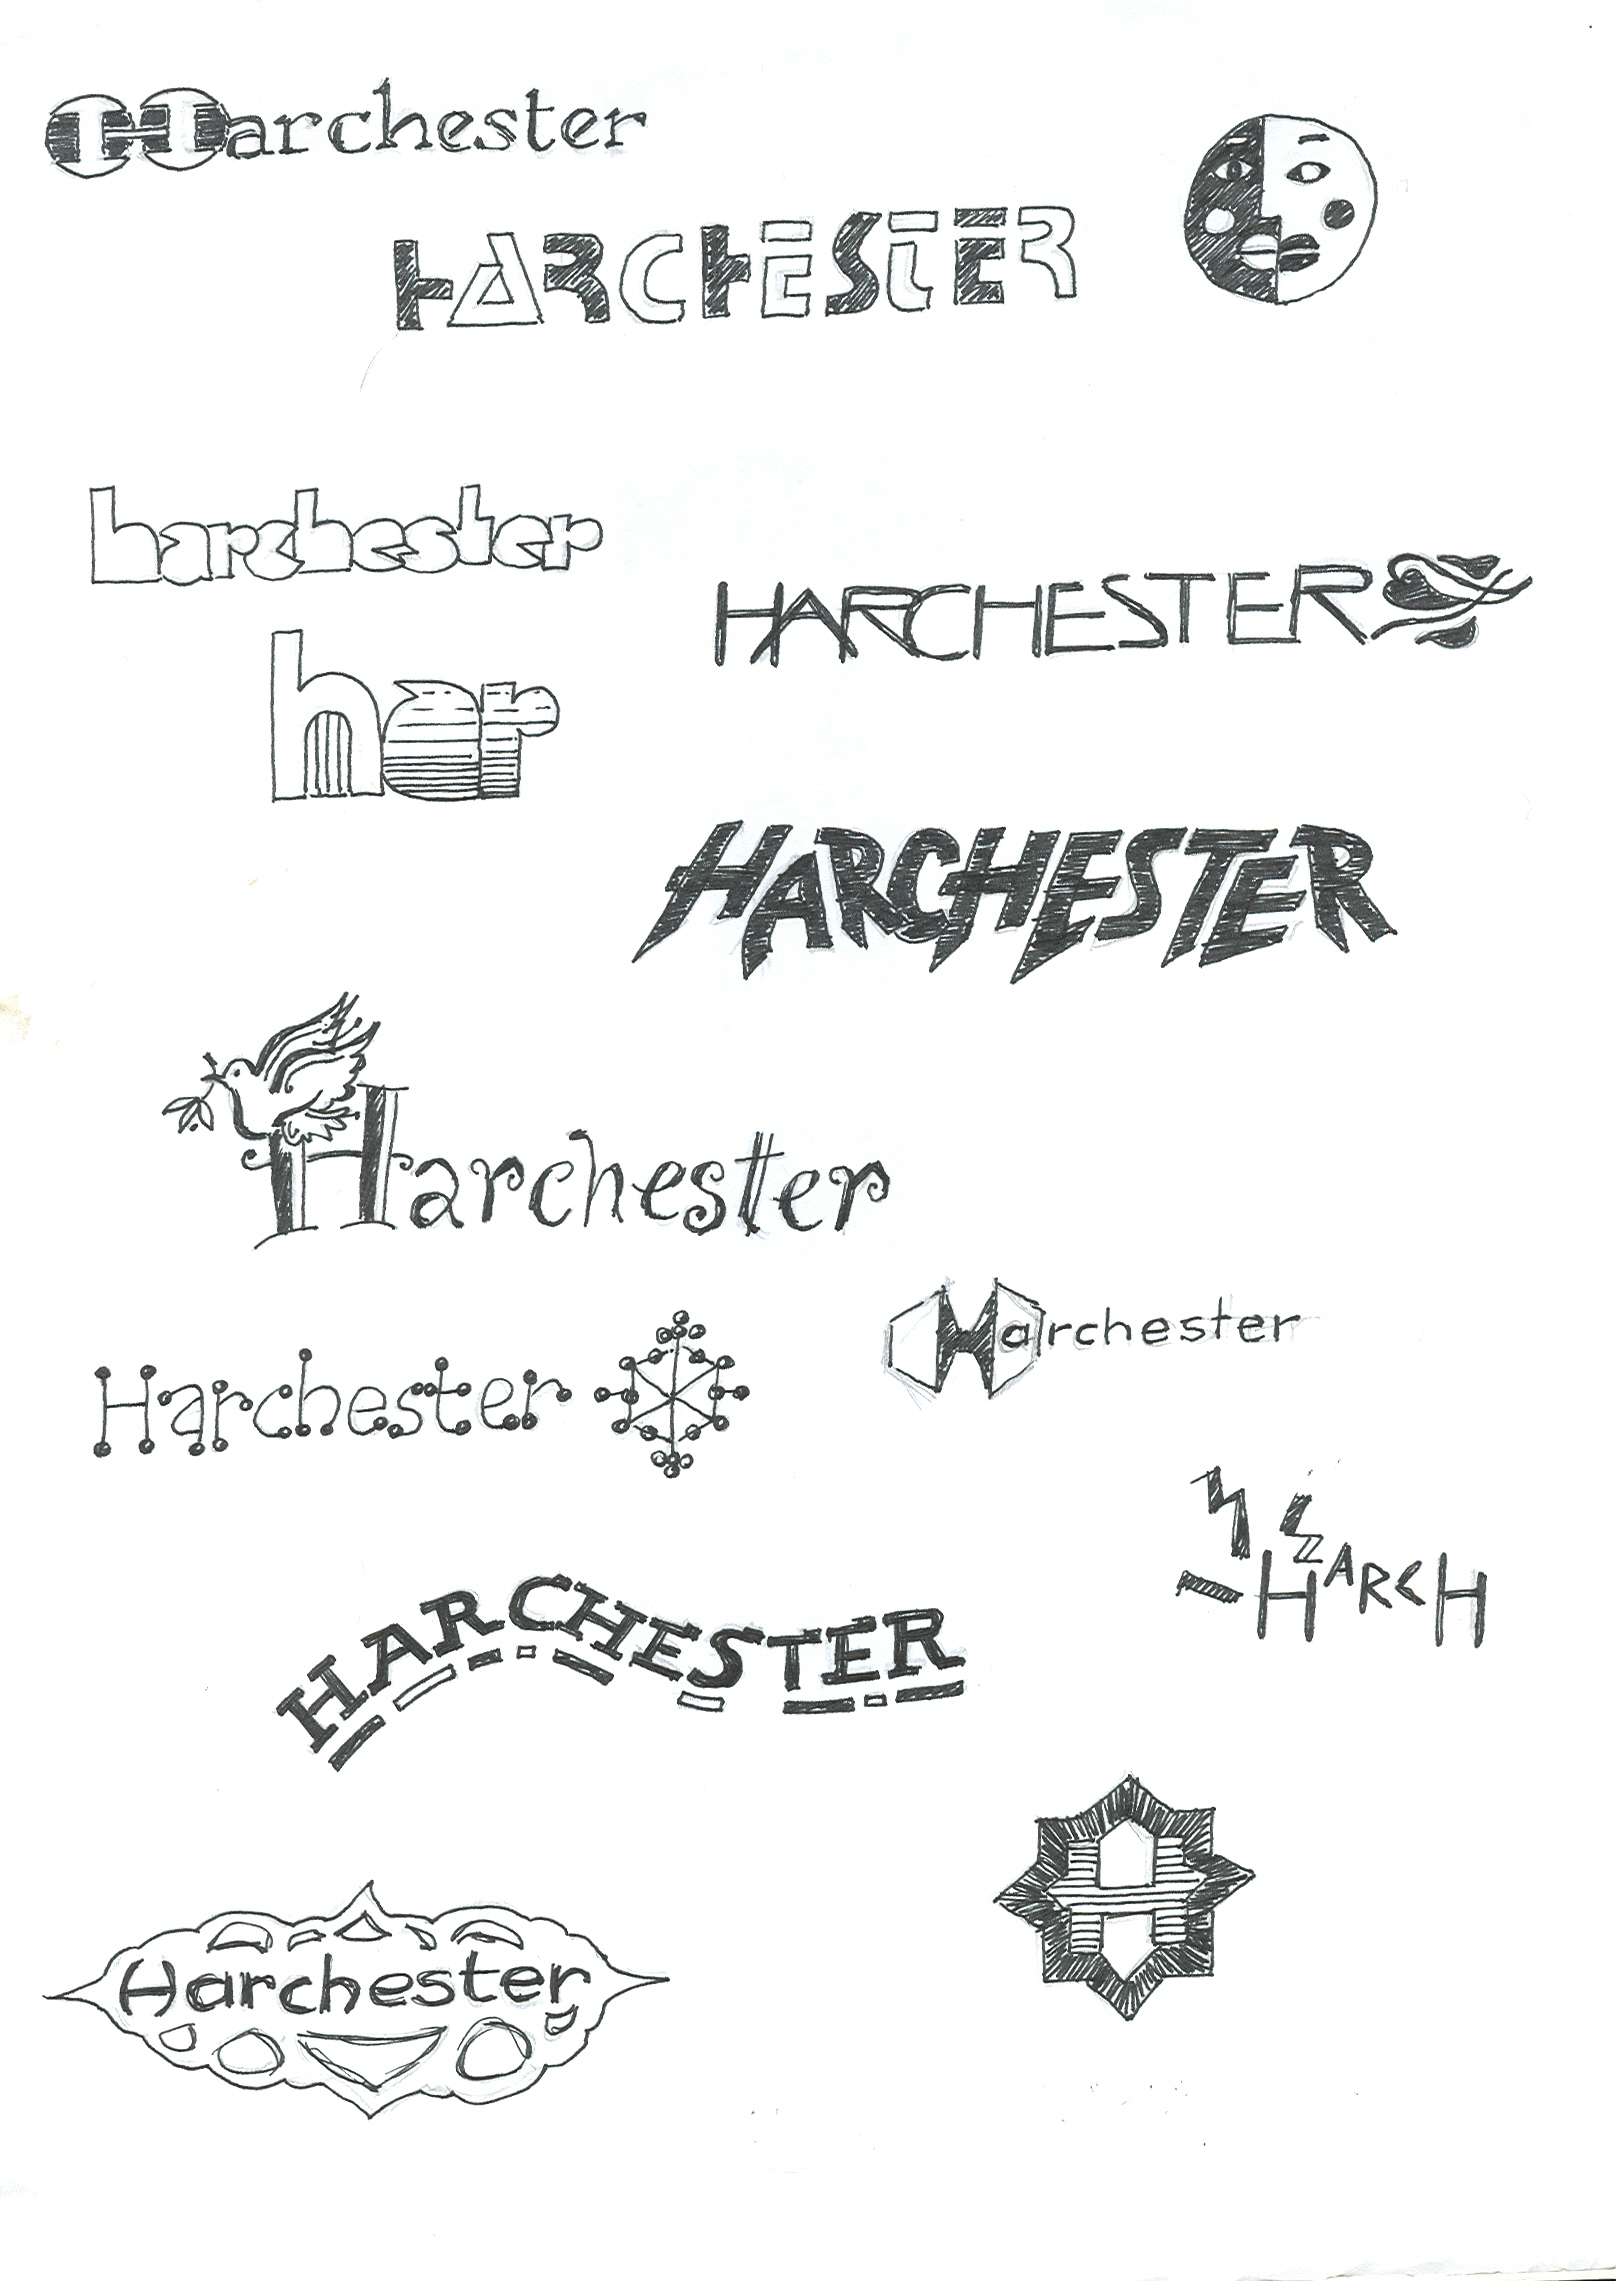 Harchester
HARCHESTER
harchester
HARCHESTER
har
HARCHESTER
Harchester
Harchester
Harchester
HARCH
HARCHESTER
Harchester
H